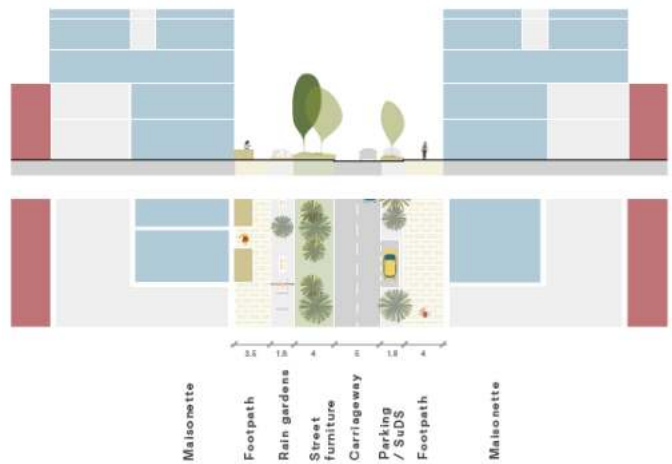 3.5 1.8 4 1.8 4
Maisonette
Footpath
Rain gardens
Street
furniture
Carriageway
Parking
/ SuDS
Footpath
Maisonette